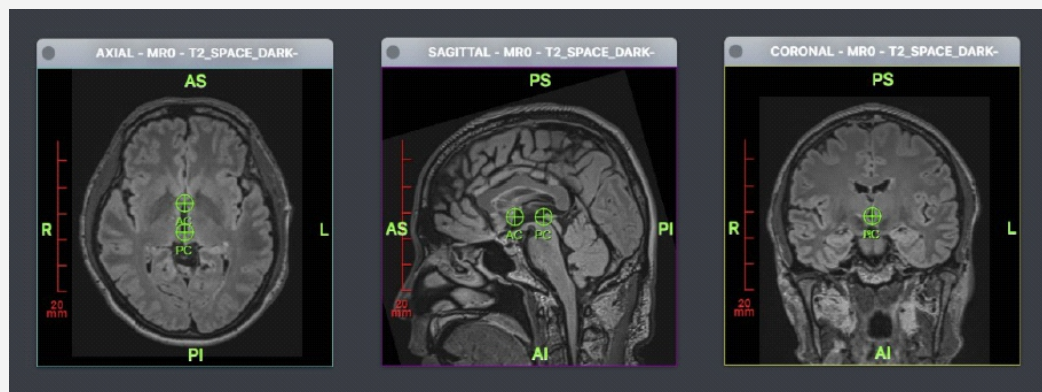 AXIAL - MR0 - T2_SPACE_DARK-
AS
R
L
AC
PC
20
mm
PI
SAGITTAL - MR0 - T2_SPACE_DARK-
PS
AS
PI
AC
PC
20
mm
AI
CORONAL - MR0 - T2_SPACE_DARK-
PS
R
L
20
mm
AI